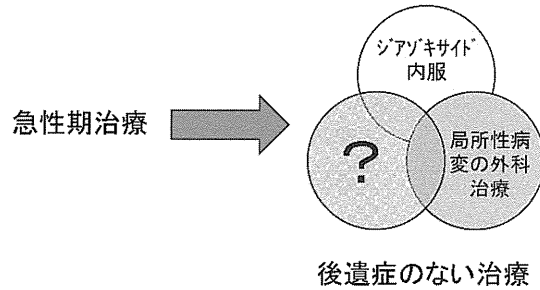 ｼﾞｱｿﾞｷｻｲﾄﾞ
内服
急性期治療
?
局所性病
変の外科
治療
後遺症のない治療